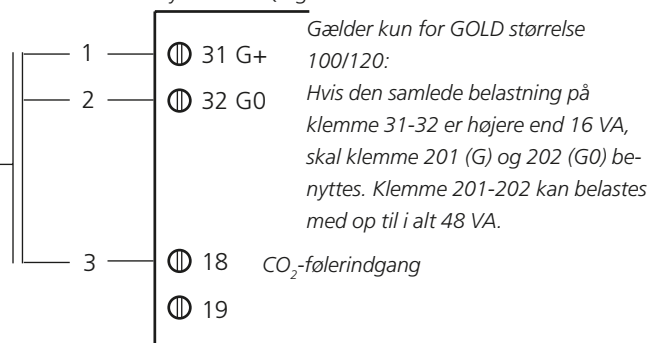 1 31 G+
2 32 G0
Gælder kun for GOLD størrelse
100/120:
Hvis den samlede belastning på
klemme 31-32 er højere end 16 VA,
skal klemme 201 (G) og 202 (G0) be-
nyttes. Klemme 201-202 kan belastes
med op til i alt 48 VA.
3 18 CO₂-følerindgang
19